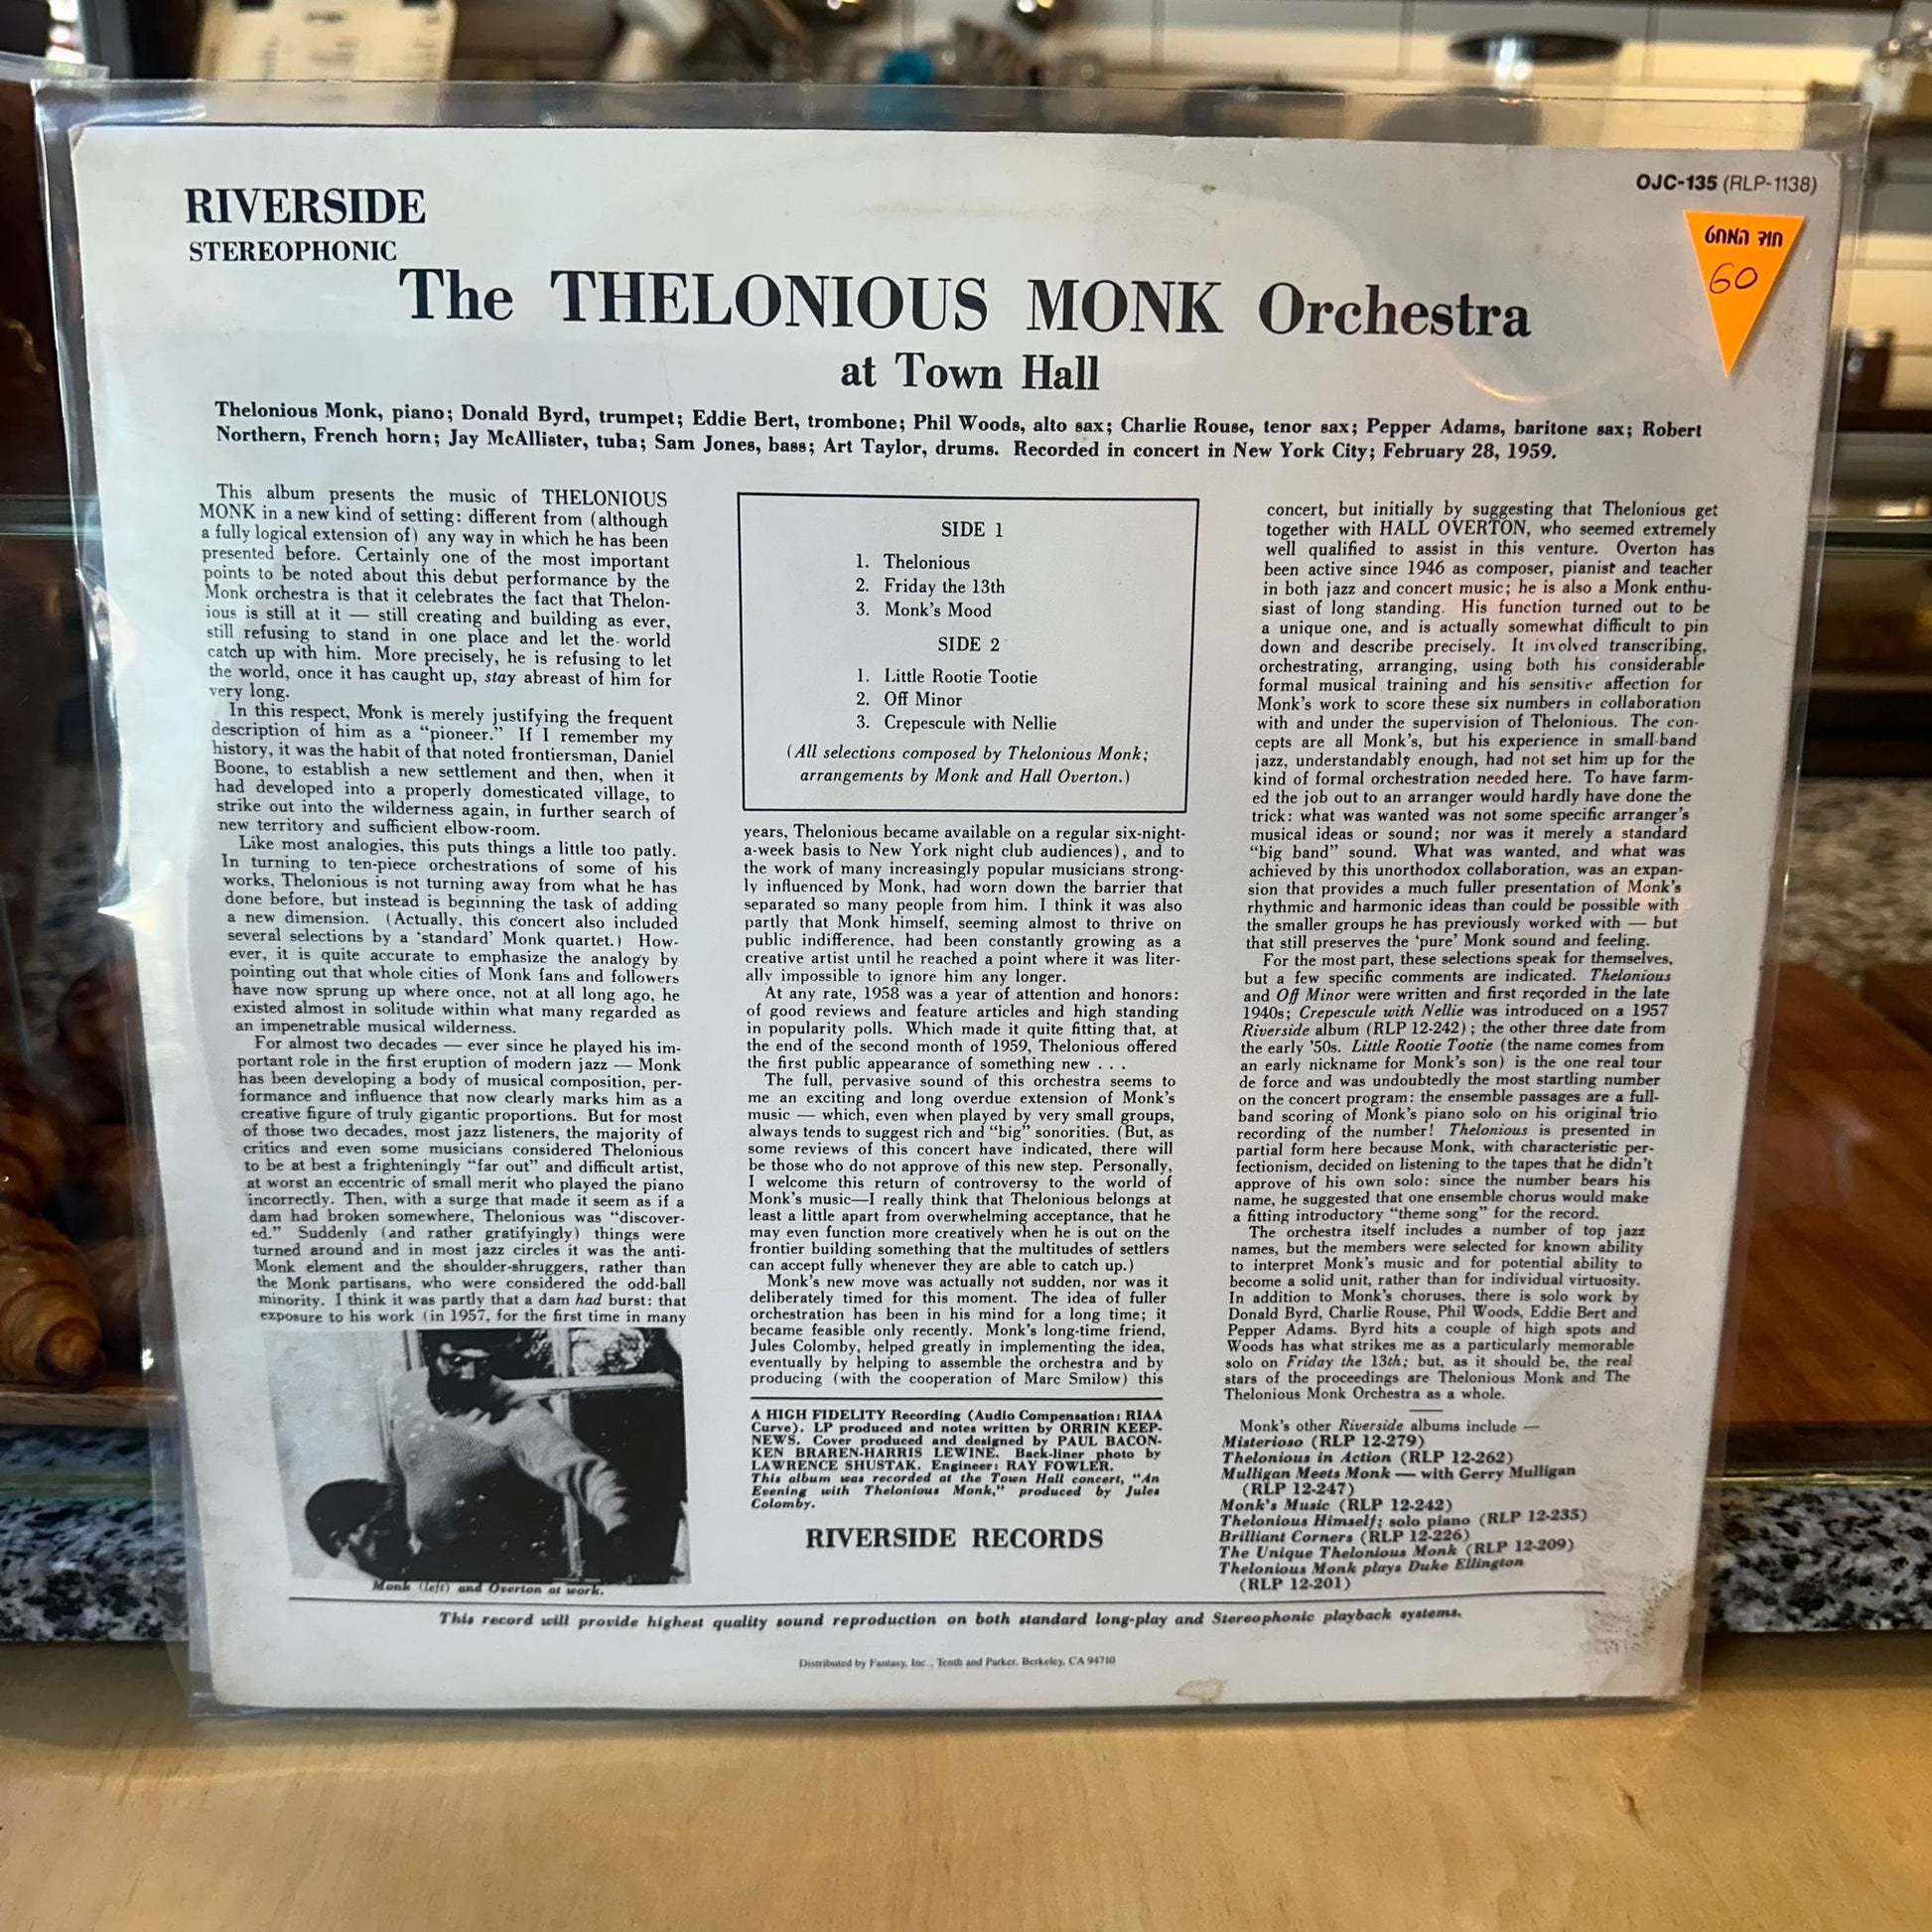 RIVERSIDE
STEREOPHONIC
OJC-135 (RLP-1138)
חוד המחט
60
The THELONIOUS MONK Orchestra
at Town Hall
Thelonious Monk, piano; Donald Byrd, trumpet; Eddie Bert, trombone; Phil Woods, alto sax; Charlie Rouse, tenor sax; Pepper Adams, baritone sax; Robert
Northern, French horn; Jay McAllister, tuba; Sam Jones, bass; Art Taylor, drums. Recorded in concert in New York City; February 28, 1959.
This album presents the music of THELONIOUS
MONK in a new kind of setting: different from (although
a fully logical extension of) any way in which he has been
presented before. Certainly one of the most important
points to be noted about this debut performance by the
Monk orchestra is that it celebrates the fact that Thelon-
ious is still at it — still creating and building as ever,
still refusing to stand in one place and let the world
catch up with him. More precisely, he is refusing to let
the world, once it has caught up, stay abreast of him for
very long.
In this respect, Monk is merely justifying the frequent
description of him as a “pioneer.” If I remember my
history, it was the habit of that noted frontiersman, Daniel
Boone, to establish a new settlement and then, when it
had developed into a properly domesticated village, to
strike out into the wilderness again, in further search of
new territory and sufficient elbow-room.
Like most analogies, this puts things a little too patly.
In turning to ten-piece orchestrations of some of his
works, Thelonious is not turning away from what he has
done before, but instead is beginning the task of adding
a new dimension. (Actually, this concert also included
several selections by a ‘standard’ Monk quartet.) How-
ever, it is quite accurate to emphasize the analogy by
pointing out that whole cities of Monk fans and followers
have now sprung up where once, not at all long ago, he
existed almost in solitude within what many regarded as
an impenetrable musical wilderness.
For almost two decades — ever since he played his im-
portant role in the first eruption of modern jazz — Monk
has been developing a body of musical composition, per-
formance and influence that now clearly marks him as a
creative figure of truly gigantic proportions. But for most
of those two decades, most jazz listeners, the majority of
critics and even some musicians considered Thelonious
to be at best a frighteningly “far out” and difficult artist,
at worst an eccentric of small merit who played the piano
incorrectly. Then, with a surge that made it seem as if a
dam had broken somewhere, Thelonious was “discover-
ed.” Suddenly (and rather gratifyingly) things were
turned around and in most jazz circles it was the anti-
Monk element and the shoulder-shruggers, rather than
the Monk partisans, who were considered the odd-ball
minority. I think it was partly that a dam had burst: that
exposure to his work (in 1957, for the first time in many
Monk (left) and Overton at work.
SIDE 1
1. Thelonious
2. Friday the 13th
3. Monk's Mood
SIDE 2
1. Little Rootie Tootie
2. Off Minor
3. Crepescule with Nellie
(All selections composed by Thelonious Monk;
arrangements by Monk and Hall Overton.)
years, Thelonious became available on a regular six-night-
a-week basis to New York night club audiences), and to
the work of many increasingly popular musicians strong-
ly influenced by Monk, had worn down the barrier that
separated so many people from him. I think it was also
partly that Monk himself, seeming almost to thrive on
public indifference, had been constantly growing as a
creative artist until he reached a point where it was liter-
ally impossible to ignore him any longer.
At any rate, 1958 was a year of attention and honors:
of good reviews and feature articles and high standing
in popularity polls. Which made it quite fitting that, at
the end of the second month of 1959, Thelonious offered
the first public appearance of something new . . .
The full, pervasive sound of this orchestra seems to
me an exciting and long overdue extension of Monk's
music — which, even when played by very small groups,
always tends to suggest rich and “big” sonorities. (But, as
some reviews of this concert have indicated, there will
be those who do not approve of this new step. Personally,
I welcome this return of controversy to the world of
Monk's music—I really think that Thelonious belongs at
least a little apart from overwhelming acceptance, that he
may even function more creatively when he is out on the
frontier building something that the multitudes of settlers
can accept fully whenever they are able to catch up.)
Monk's new move was actually not sudden, nor was it
deliberately timed for this moment. The idea of fuller
orchestration has been in his mind for a long time; it
became feasible only recently. Monk's long-time friend,
Jules Colomby, helped greatly in implementing the idea,
eventually by helping to assemble the orchestra and by
producing (with the cooperation of Marc Smilow) this
A HIGH FIDELITY Recording (Audio Compensation: RIAA
Curve). LP produced and notes written by ORRIN KEEP-
NEWS. Cover produced and designed by PAUL BACON-
KEN BRAREN-HARRIS LEWINE. Back-liner photo by
LAWRENCE SHUSTAK. Engineer: RAY FOWLER.
This album was recorded at the Town Hall concert, “An
Evening with Thelonious Monk,” produced by Jules
Colomby.
RIVERSIDE RECORDS
concert, but initially by suggesting that Thelonious get
together with HALL OVERTON, who seemed extremely
well qualified to assist in this venture. Overton has
been active since 1946 as composer, pianist and teacher
in both jazz and concert music; he is also a Monk enthu-
siast of long standing. His function turned out to be
a unique one, and is actually somewhat difficult to pin
down and describe precisely. It involved transcribing,
orchestrating, arranging, using both his considerable
formal musical training and his sensitive affection for
Monk's work to score these six numbers in collaboration
with and under the supervision of Thelonious. The con-
cepts are all Monk's, but his experience in small-band
jazz, understandably enough, had not set him up for the
kind of formal orchestration needed here. To have farm-
ed the job out to an arranger would hardly have done the
trick: what was wanted was not some specific arranger's
musical ideas or sound; nor was it merely a standard
“big band” sound. What was wanted, and what was
achieved by this unorthodox collaboration, was an expan-
sion that provides a much fuller presentation of Monk's
rhythmic and harmonic ideas than could be possible with
the smaller groups he has previously worked with — but
that still preserves the ‘pure’ Monk sound and feeling.
For the most part, these selections speak for themselves,
but a few specific comments are indicated. Thelonious
and Off Minor were written and first recorded in the late
1940s; Crepescule with Nellie was introduced on a 1957
Riverside album (RLP 12-242); the other three date from
the early '50s. Little Rootie Tootie (the name comes from
an early nickname for Monk's son) is the one real tour
de force and was undoubtedly the most startling number
on the concert program: the ensemble passages are a full-
band scoring of Monk's piano solo on his original trio
recording of the number! Thelonious is presented in
partial form here because Monk, with characteristic per-
fectionism, decided on listening to the tapes that he didn't
approve of his own solo: since the number bears his
name, he suggested that one ensemble chorus would make
a fitting introductory “theme song” for the record.
The orchestra itself includes a number of top jazz
names, but the members were selected for known ability
to interpret Monk's music and for potential ability to
become a solid unit, rather than for individual virtuosity.
In addition to Monk's choruses, there is solo work by
Donald Byrd, Charlie Rouse, Phil Woods, Eddie Bert and
Pepper Adams. Byrd hits a couple of high spots and
Woods has what strikes me as a particularly memorable
solo on Friday the 13th; but, as it should be, the real
stars of the proceedings are Thelonious Monk and The
Thelonious Monk Orchestra as a whole.
Monk's other Riverside albums include —
Misterioso (RLP 12-279)
Thelonious in Action (RLP 12-262)
Mulligan Meets Monk — with Gerry Mulligan
(RLP 12-247)
Monk's Music (RLP 12-242)
Thelonious Himself; solo piano (RLP 12-235)
Brilliant Corners (RLP 12-226)
The Unique Thelonious Monk (RLP 12-209)
Thelonious Monk plays Duke Ellington
(RLP 12-201)
This record will provide highest quality sound reproduction on both standard long-play and Stereophonic playback systems.
Distributed by Fantasy, Inc., Tenth and Parker, Berkeley, CA 94710